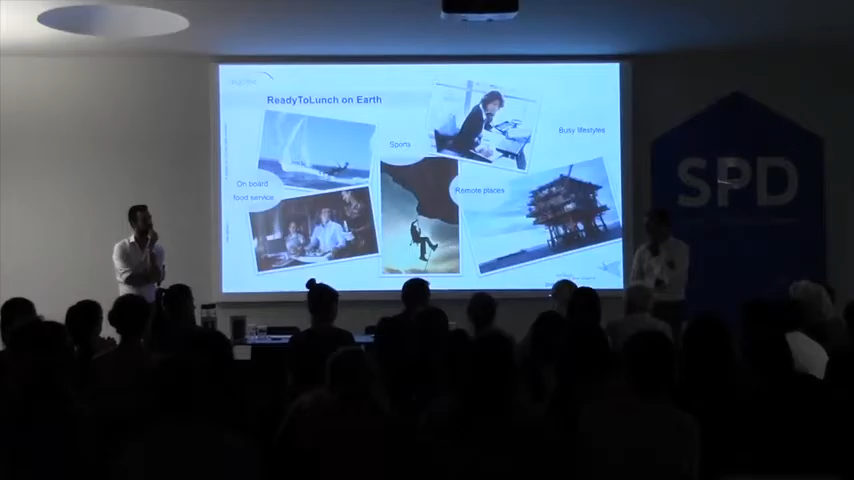 ReadyToLunch on Earth
Sports
Busy lifestyles
On board
food service
Remote places
SPD